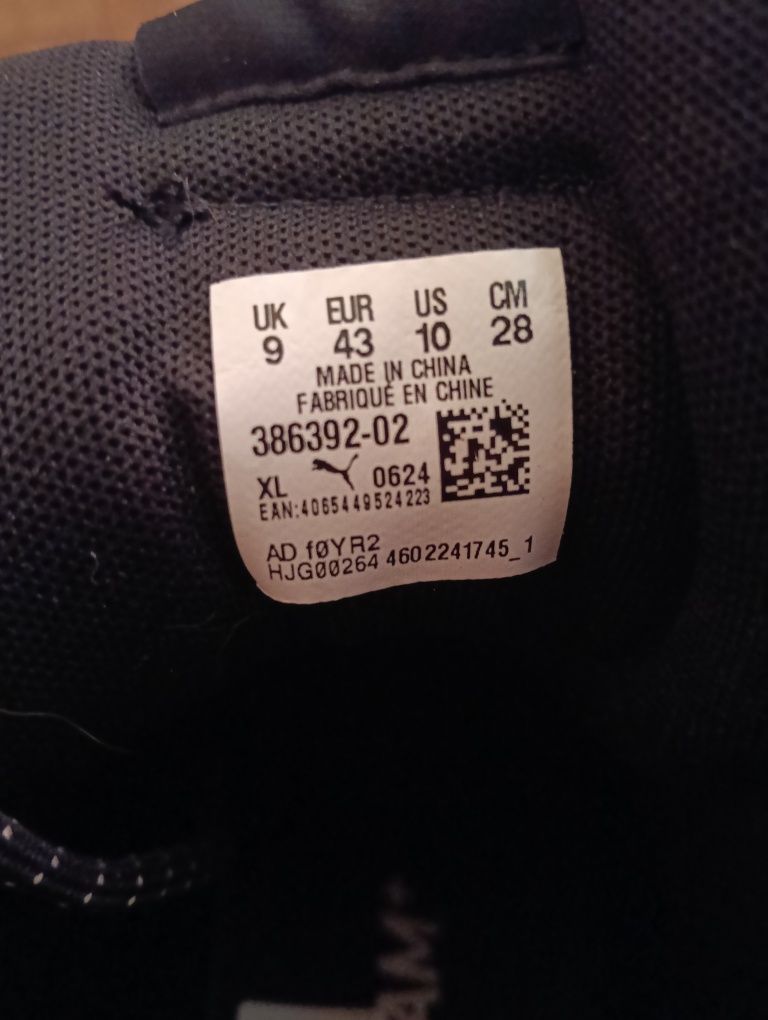 UK EUR US CM
9 43 10 28
MADE IN CHINA
FABRIQUÉ EN CHINE
386392-02
XL 0624
EAN:4065449524223
AD føYR2
HJG00264 4602241745_1